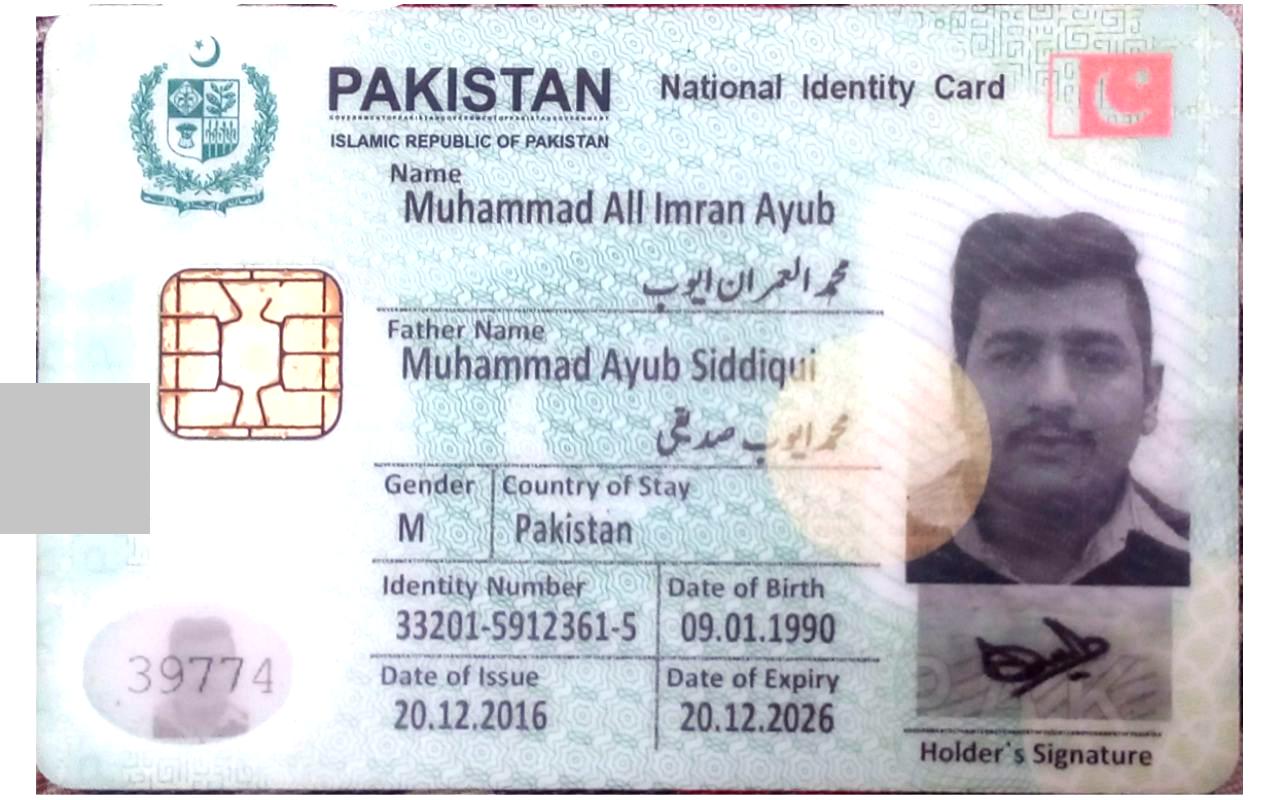 PAKISTAN
National Identity Card
ISLAMIC REPUBLIC OF PAKISTAN
Name
Muhammad All Imran Ayub
محمد العمران ایوب
Father Name
Muhammad Ayub Siddiqui
محمد ایوب صدیقی
Gender
Country of Stay
M
Pakistan
Identity Number
Date of Birth
33201-5912361-5
09.01.1990
Date of Issue
Date of Expiry
20.12.2016
20.12.2026
39774
Holder's Signature